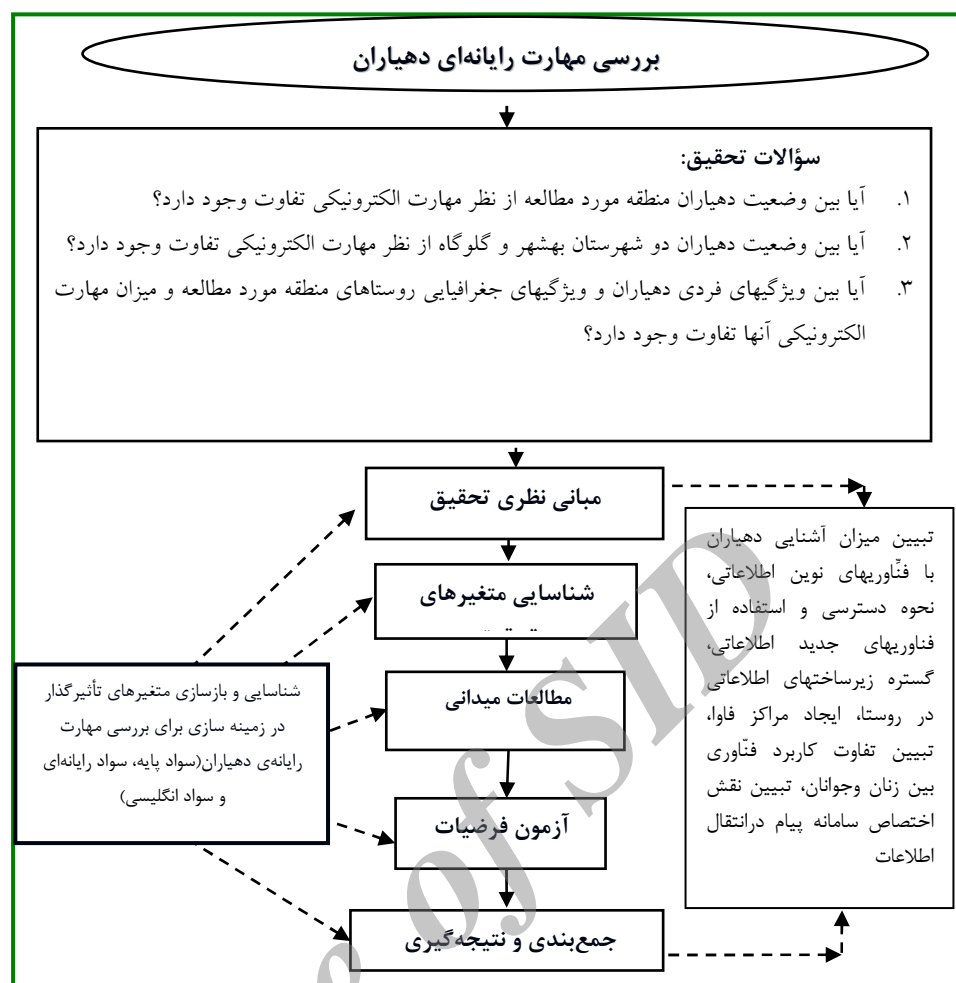 بررسی مهارت رایانه‌ای دهیاران
سؤالات تحقیق:
۱. آیا بین وضعیت دهیاران منطقه مورد مطالعه از نظر مهارت الکترونیکی تفاوت وجود دارد؟
۲. آیا بین وضعیت دهیاران دو شهرستان بهشهر و گلوگاه از نظر مهارت الکترونیکی تفاوت وجود دارد؟
۳. آیا بین ویژگیهای فردی دهیاران و ویژگیهای جغرافیایی روستاهای منطقه مورد مطالعه و میزان مهارت
الکترونیکی آنها تفاوت وجود دارد؟
مبانی نظری تحقیق
شناسایی متغیرهای
مطالعات میدانی
آزمون فرضیات
جمع‌بندی و نتیجه‌گیری
تبیین میزان آشنایی دهیاران
با فنّاوریهای نوین اطلاعاتی،
نحوه دسترسی و استفاده از
فناوریهای جدید اطلاعاتی،
گستره زیرساختهای اطلاعاتی
در روستا، ایجاد مراکز فاوا،
تبیین تفاوت کاربرد فنّاوری
بین زنان وجوانان، تبیین نقش
اختصاص سامانه پیام درانتقال
اطلاعات
شناسایی و بازسازی متغیرهای تأثیرگذار
در زمینه سازی برای بررسی مهارت
رایانه‌ی دهیاران(سواد پایه، سواد رایانه‌ای
و سواد انگلیسی)
e of SID